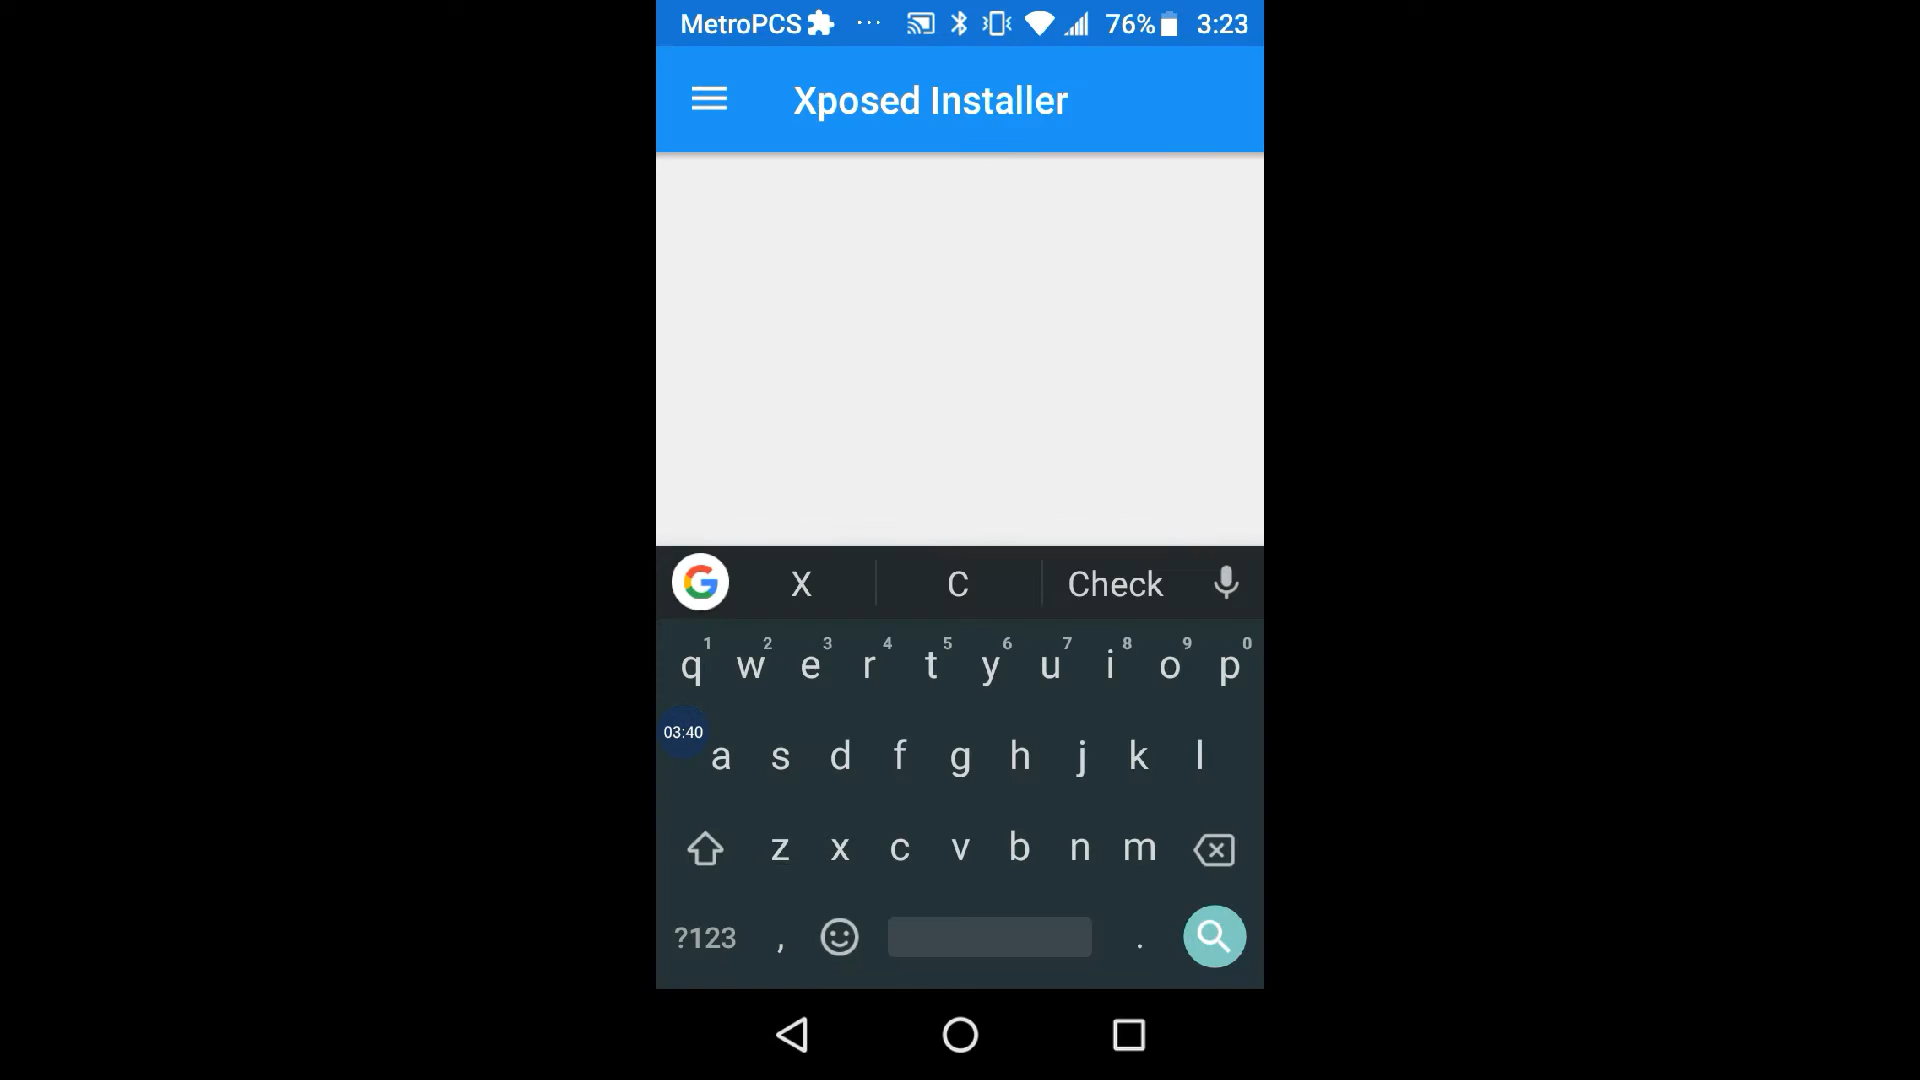 MetroPCS ... 76% 3:23
Xposed Installer
G X C Check
1 2 3 4 5 6 7 8 9 0
q w e r t y u i o p
03:40
a s d f g h j k l
z x c v b n m
?123 , .